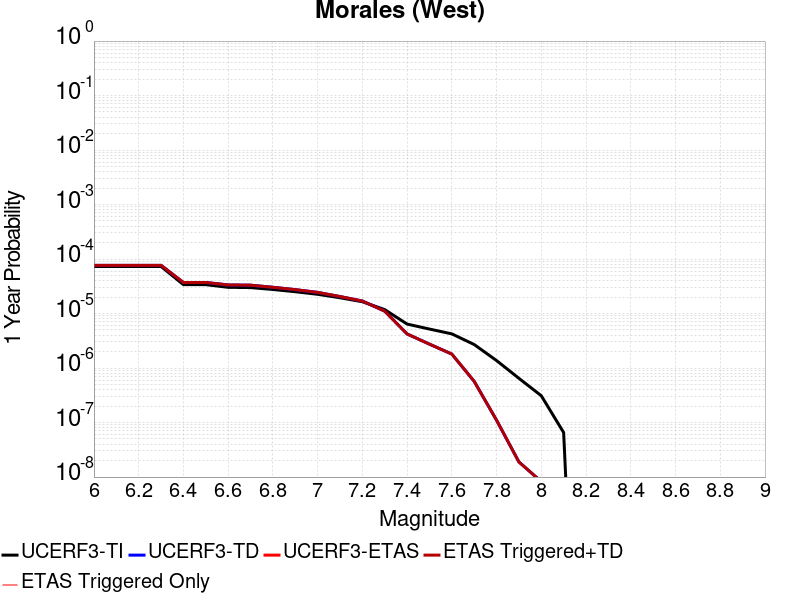 Morales (West)
10^0
10^-1
10^-2
10^-3
10^-4
10^-5
10^-6
10^-7
10^-8
1 Year Probability
6 6.2 6.4 6.6 6.8 7 7.2 7.4 7.6 7.8 8 8.2 8.4 8.6 8.8 9
Magnitude
UCERF3-TI UCERF3-TD UCERF3-ETAS ETAS Triggered+TD
ETAS Triggered Only